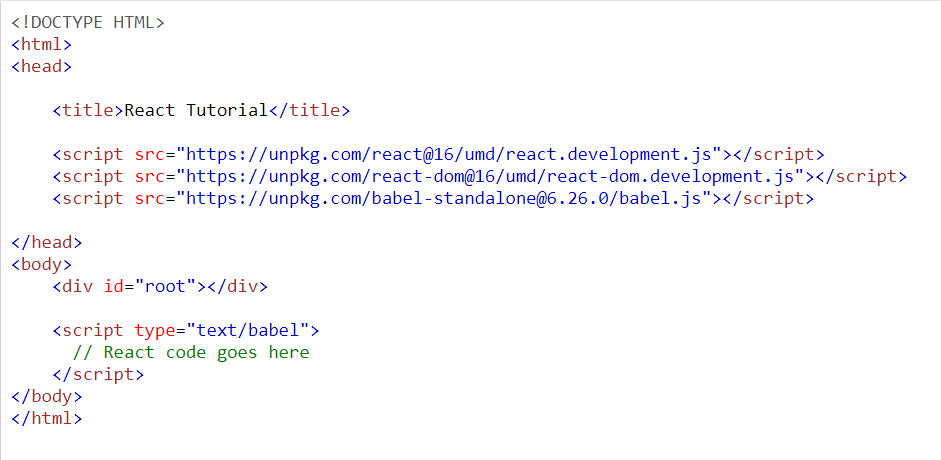 <!DOCTYPE HTML>
<html>
<head>
<title>React Tutorial</title>
<script src="https://unpkg.com/react@16/umd/react.development.js"></script>
<script src="https://unpkg.com/react-dom@16/umd/react-dom.development.js"></script>
<script src="https://unpkg.com/babel-standalone@6.26.0/babel.js"></script>
</head>
<body>
<div id="root"></div>
<script type="text/babel">
// React code goes here
</script>
</body>
</html>